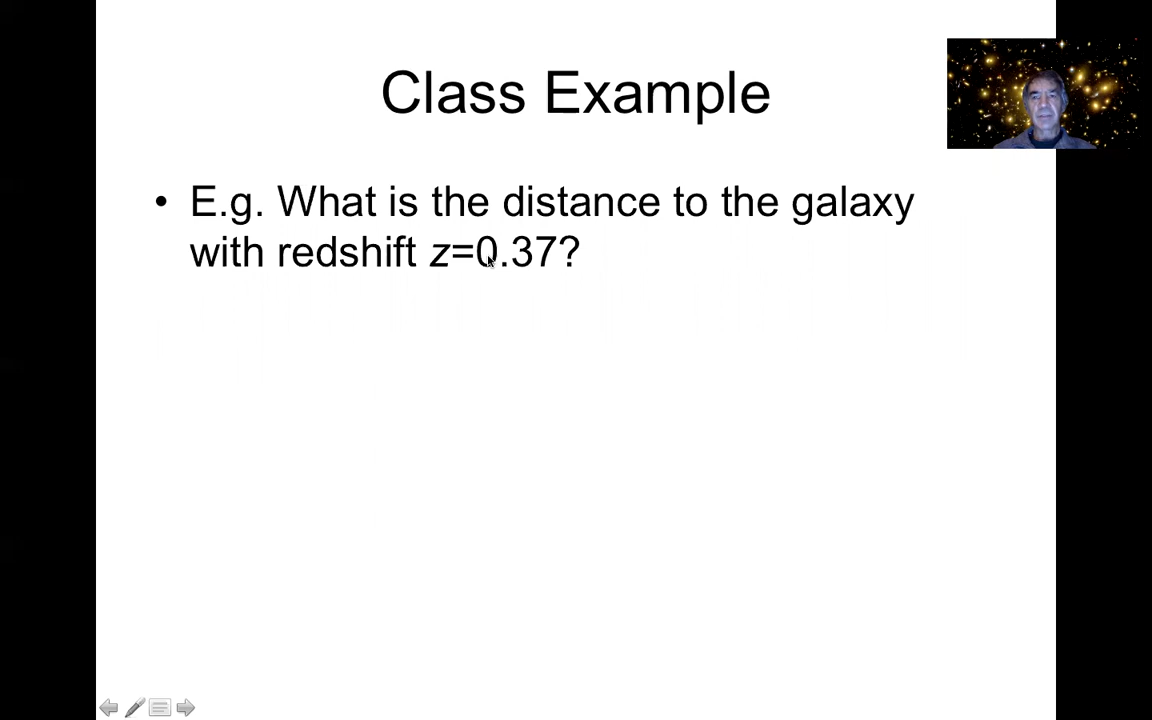 Class Example
• E.g. What is the distance to the galaxy
with redshift z=0.37?